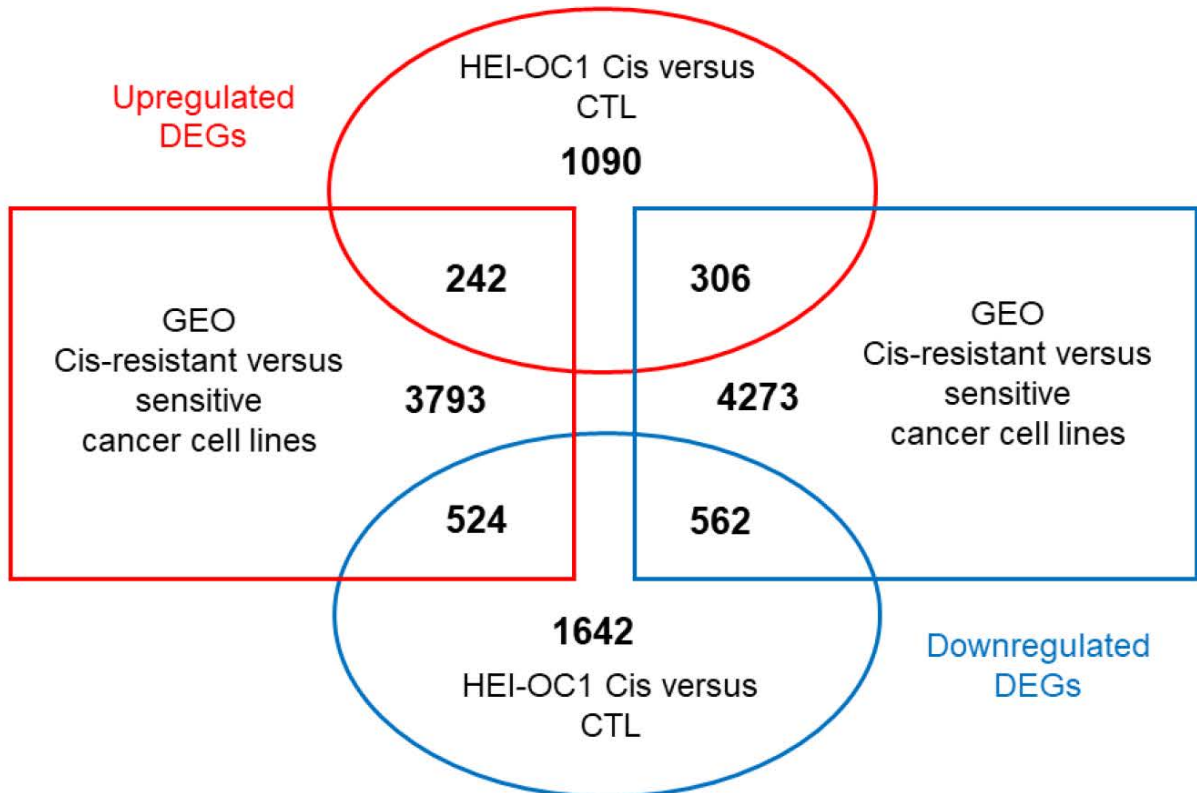 HEI-OC1 Cis versus
CTL
1090
Upregulated
DEGs
242
306
GEO
Cis-resistant versus
sensitive
cancer cell lines
3793
4273
GEO
Cis-resistant versus
sensitive
cancer cell lines
524
562
1642
HEI-OC1 Cis versus
CTL
Downregulated
DEGs